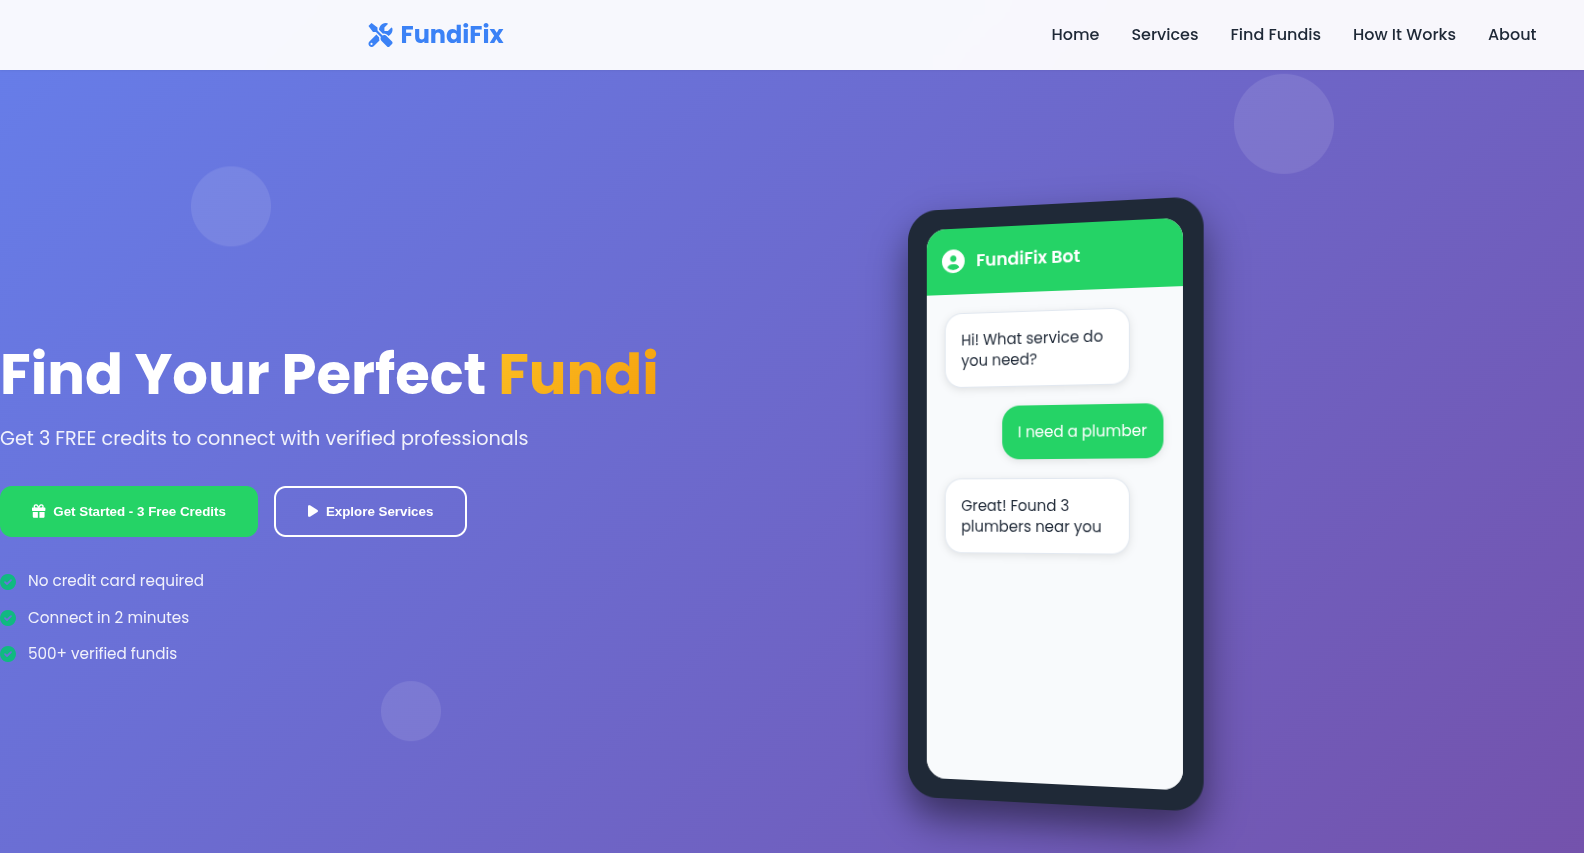 FundiFix
Home Services Find Fundis How It Works About
Find Your Perfect Fundi
Get 3 FREE credits to connect with verified professionals
Get Started - 3 Free Credits
Explore Services
No credit card required
Connect in 2 minutes
500+ verified fundis
FundiFix Bot
Hi! What service do
you need?
I need a plumber
Great! Found 3
plumbers near you